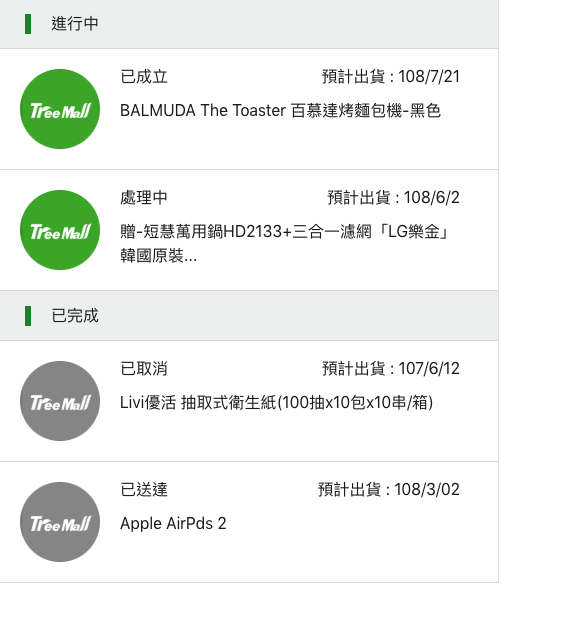 進行中
TreeMall
已成立 預計出貨 : 108/7/21
BALMUDA The Toaster 百慕達烤麵包機-黑色
TreeMall
處理中 預計出貨 : 108/6/2
贈-短慧萬用鍋HD2133+三合一濾網「LG樂金」
韓國原裝...
已完成
TreeMall
已取消 預計出貨 : 107/6/12
Livi優活 抽取式衛生紙(100抽x10包x10串/箱)
TreeMall
已送達 預計出貨 : 108/3/02
Apple AirPds 2